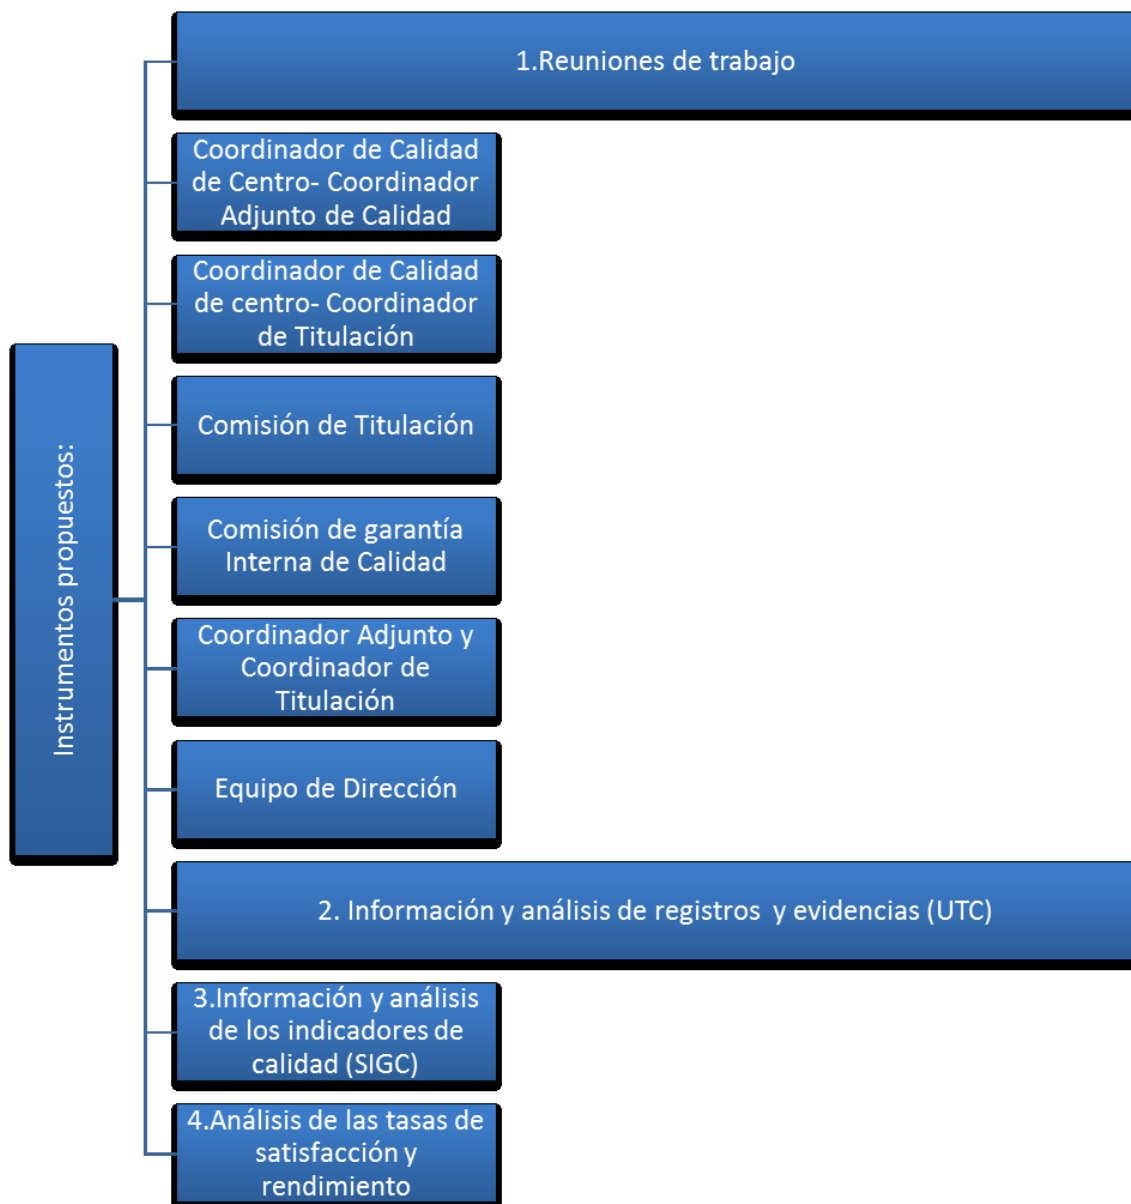 Instrumentos propuestos:
1.Reuniones de trabajo
Coordinador de Calidad
de Centro- Coordinador
Adjunto de Calidad
Coordinador de Calidad
de centro- Coordinador
de Titulación
Comisión de Titulación
Comisión de garantía
Interna de Calidad
Coordinador Adjunto y
Coordinador de
Titulación
Equipo de Dirección
2. Información y análisis de registros y evidencias (UTC)
3.Información y análisis
de los indicadores de
calidad (SIGC)
4.Análisis de las tasas de
satisfacción y
rendimiento